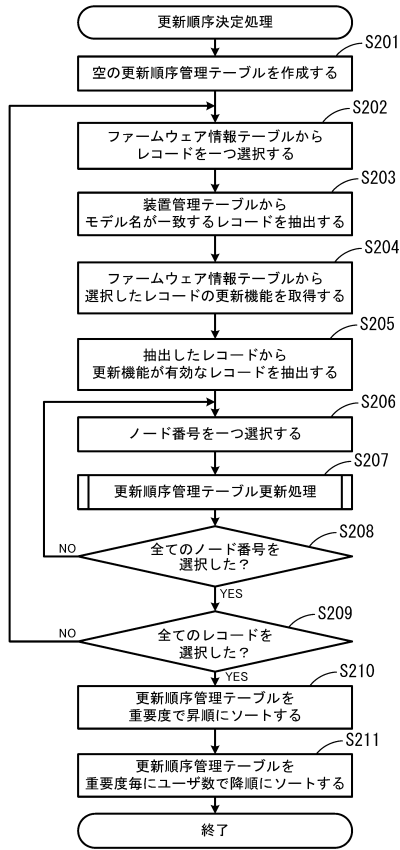 更新順序決定処理
S201
空の更新順序管理テーブルを作成する
S202
ファームウェア情報テーブルから
レコードを一つ選択する
S203
装置管理テーブルから
モデル名が一致するレコードを抽出する
S204
ファームウェア情報テーブルから
選択したレコードの更新機能を取得する
S205
抽出したレコードから
更新機能が有効なレコードを抽出する
S206
ノード番号を一つ選択する
S207
更新順序管理テーブル更新処理
S208
全てのノード番号を
選択した?
NO
YES
S209
全てのレコードを
選択した?
NO
YES
S210
更新順序管理テーブルを
重要度で昇順にソートする
S211
更新順序管理テーブルを
重要度毎にユーザ数で降順にソートする
終了